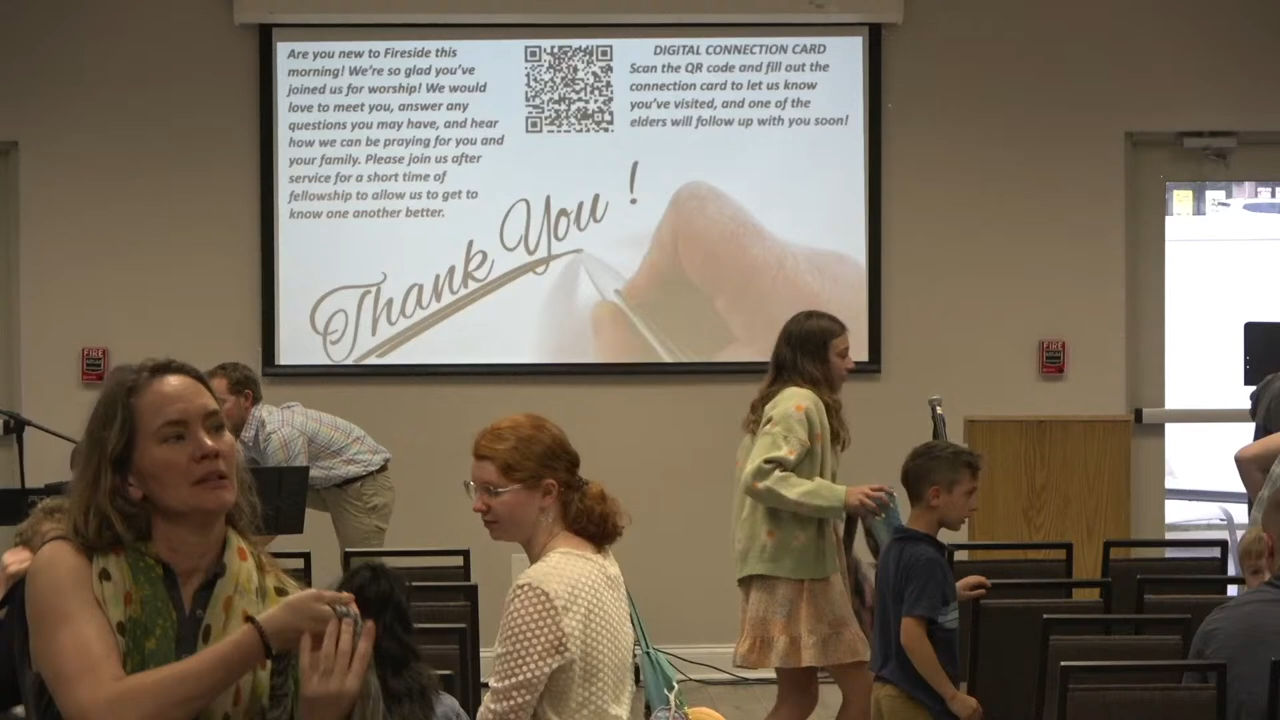 Are you new to Fireside this
morning! We're so glad you've
joined us for worship! We would
love to meet you, answer any
questions you may have, and hear
how we can be praying for you and
your family. Please join us after
service for a short time of
fellowship to allow us to get to
know one another better.
DIGITAL CONNECTION CARD
Scan the QR code and fill out the
connection card to let us know
you've visited, and one of the
elders will follow up with you soon!
Thank You !
FIRE
FIRE